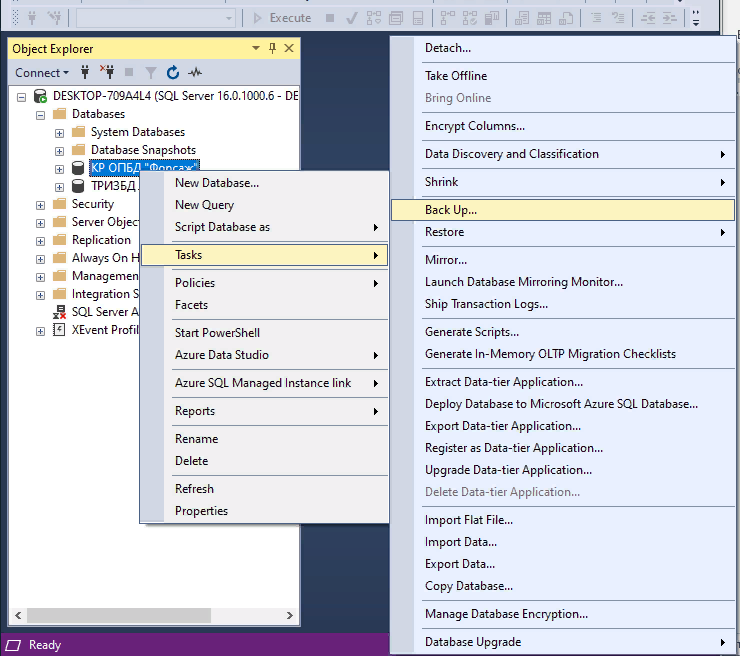 Execute
Object Explorer
Connect
DESKTOP-709A4L4 (SQL Server 16.0.1000.6 - DE
Databases
System Databases
Database Snapshots
КР ОПБД "Форсаж"
ТРИЗБД
Security
Server Objec
Replication
Always On H
Managemen
Integration S
SQL Server A
XEvent Profil
New Database...
New Query
Script Database as
Tasks
Policies
Facets
Start PowerShell
Azure Data Studio
Azure SQL Managed Instance link
Reports
Rename
Delete
Refresh
Properties
Detach...
Take Offline
Bring Online
Encrypt Columns...
Data Discovery and Classification
Shrink
Back Up...
Restore
Mirror...
Launch Database Mirroring Monitor...
Ship Transaction Logs...
Generate Scripts...
Generate In-Memory OLTP Migration Checklists
Extract Data-tier Application...
Deploy Database to Microsoft Azure SQL Database...
Export Data-tier Application...
Register as Data-tier Application...
Upgrade Data-tier Application...
Delete Data-tier Application...
Import Flat File...
Import Data...
Export Data...
Copy Database...
Manage Database Encryption...
Database Upgrade
Ready